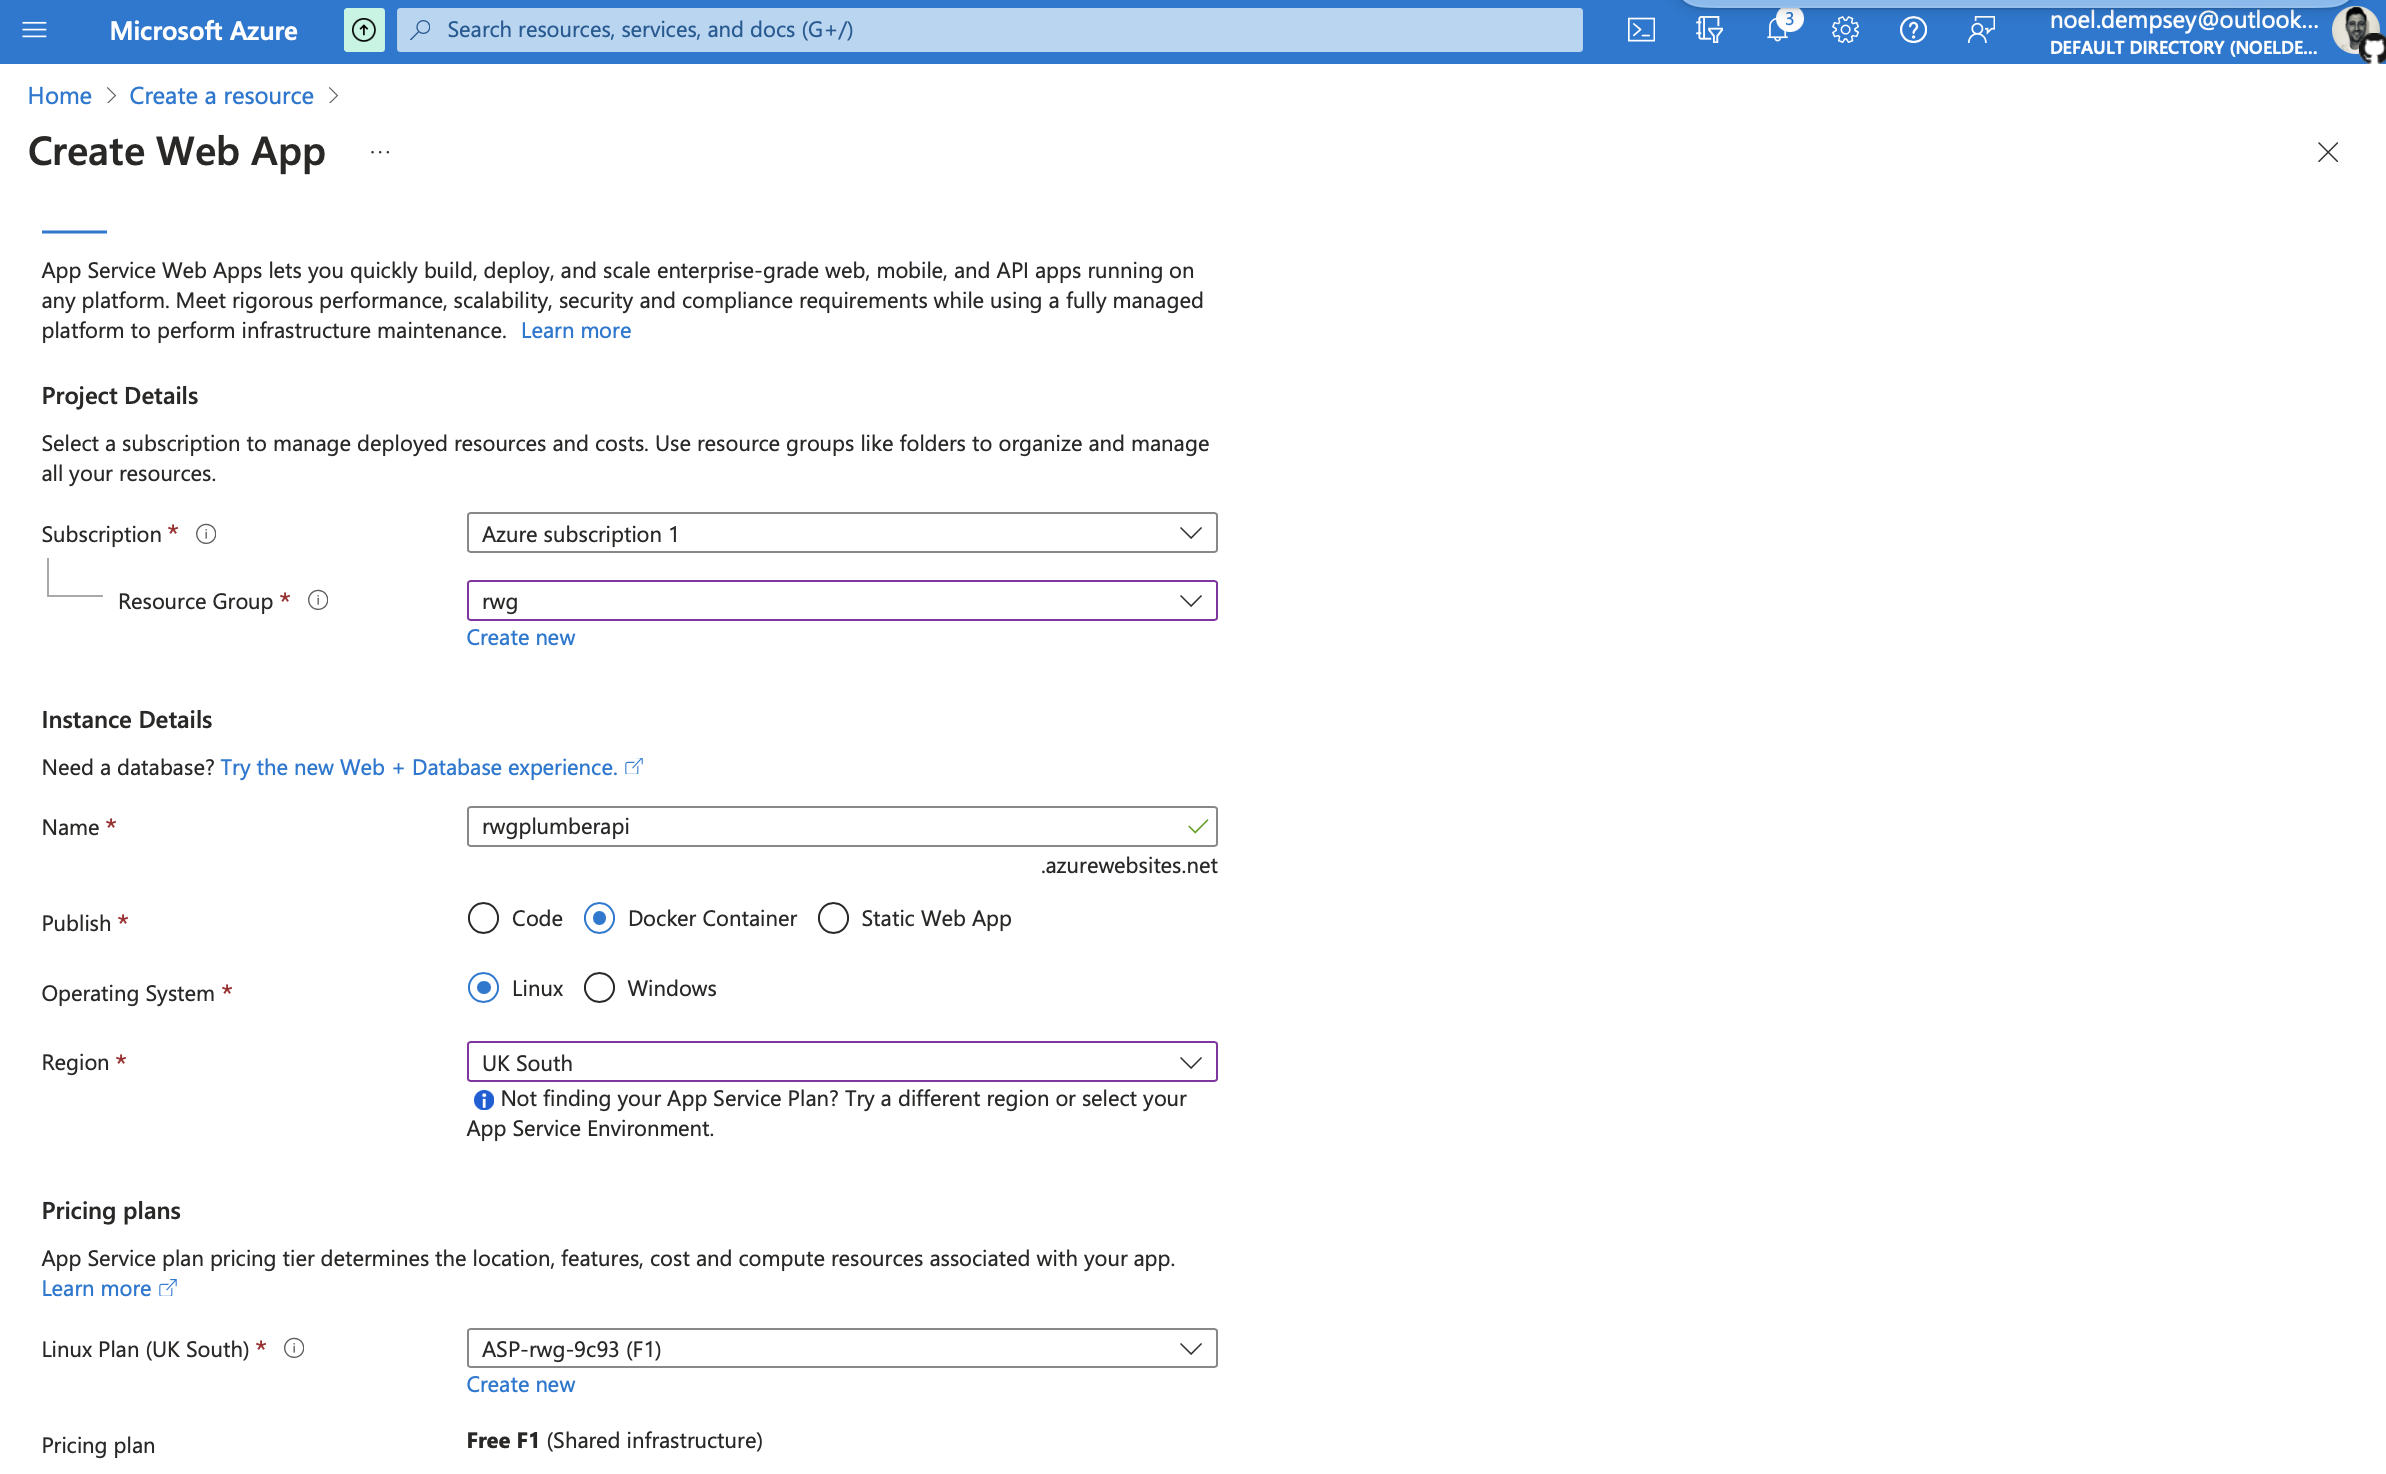 Microsoft Azure
Search resources, services, and docs (G+/)
3
noel.dempsey@outlook...
DEFAULT DIRECTORY (NOELDE...
Home > Create a resource >
Create Web App ...
App Service Web Apps lets you quickly build, deploy, and scale enterprise-grade web, mobile, and API apps running on
any platform. Meet rigorous performance, scalability, security and compliance requirements while using a fully managed
platform to perform infrastructure maintenance. Learn more
Project Details
Select a subscription to manage deployed resources and costs. Use resource groups like folders to organize and manage
all your resources.
Subscription *
Azure subscription 1
Resource Group *
rwg
Create new
Instance Details
Need a database? Try the new Web + Database experience.
Name *
rwgplumberapi
.azurewebsites.net
Publish *
Code Docker Container Static Web App
Operating System *
Linux Windows
Region *
UK South
Not finding your App Service Plan? Try a different region or select your
App Service Environment.
Pricing plans
App Service plan pricing tier determines the location, features, cost and compute resources associated with your app.
Learn more
Linux Plan (UK South) *
ASP-rwg-9c93 (F1)
Create new
Pricing plan
Free F1 (Shared infrastructure)